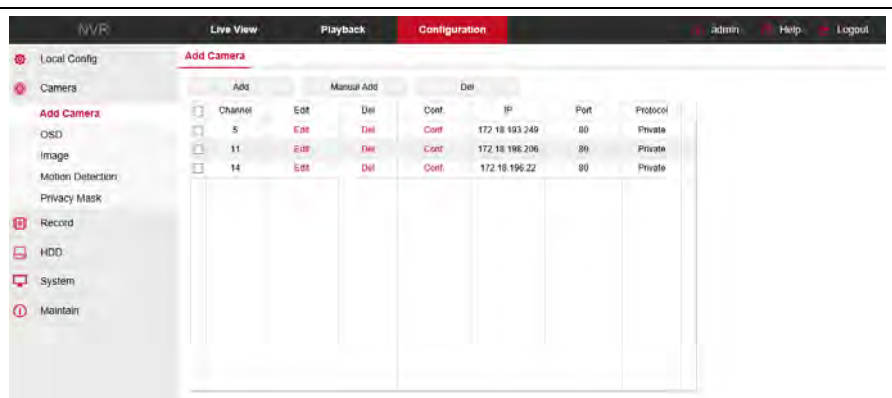 NVR Live View Playback Configuration admin Help Logout
Local Config
Camera
Add Camera
OSD
Image
Motion Detection
Privacy Mask
Record
HDD
System
Maintain
Add Camera
Add Manual Add Del
Channel Edit Del Conf. IP Port Protocol
5 Edit Del Conf. 172.18.193.249 80 Private
11 Edit Del Conf. 172.18.198.206 80 Private
14 Edit Del Conf. 172.18.196.22 80 Private